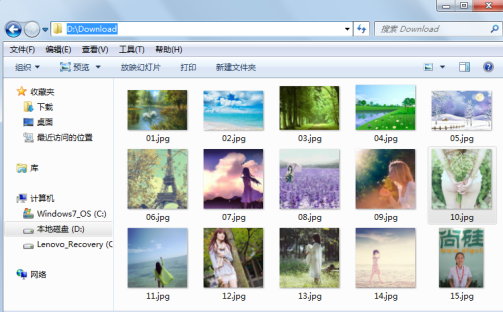 D:\Download
搜索 Download
文件(F) 编辑(E) 查看(V) 工具(T) 帮助(H)
组织 预览 放映幻灯片 打印 新建文件夹
收藏夹
下载
桌面
最近访问的位置
库
计算机
Windows7_OS (C:)
本地磁盘 (D:)
Lenovo_Recovery (
网络
01.jpg 02.jpg 03.jpg 04.jpg 05.jpg
06.jpg 07.jpg 08.jpg 09.jpg 10.jpg
尚硅
11.jpg 12.jpg 13.jpg 14.jpg 15.jpg